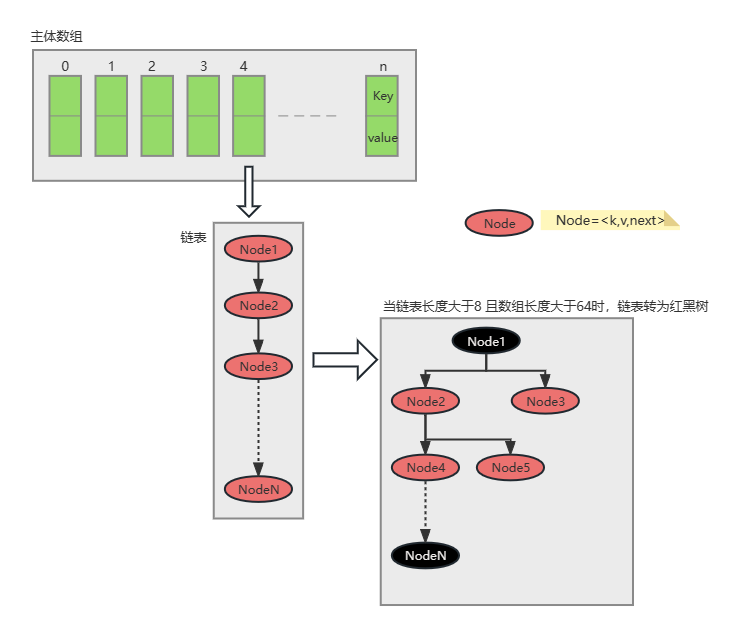 主体数组
0 1 2 3 4 n
Key
value
链表
Node1
Node2
Node3
NodeN
Node
Node=<k,v,next>
当链表长度大于8 且数组长度大于64时，链表转为红黑树
Node1
Node2 Node3
Node4 Node5
NodeN